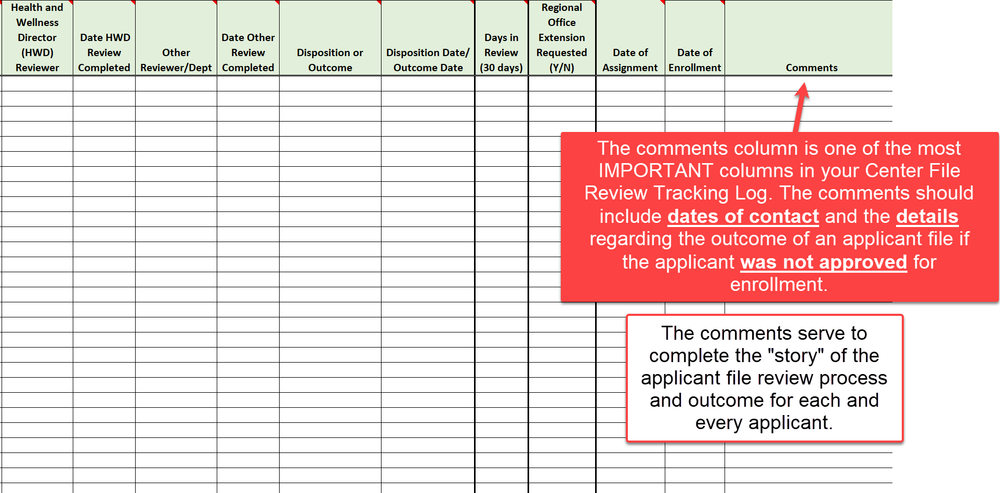 Health and
Wellness
Director
(HWD)
Reviewer
Date HWD
Review
Completed
Other
Reviewer/Dept
Date Other
Review
Completed
Disposition or
Outcome
Disposition Date/
Outcome Date
Days in
Review
(30 days)
Regional
Office
Extension
Requested
(Y/N)
Date of
Assignment
Date of
Enrollment
Comments
The comments column is one of the most
IMPORTANT columns in your Center File
Review Tracking Log. The comments should
include dates of contact and the details
regarding the outcome of an applicant file if
the applicant was not approved for
enrollment.
The comments serve to
complete the "story" of the
applicant file review process
and outcome for each and
every applicant.